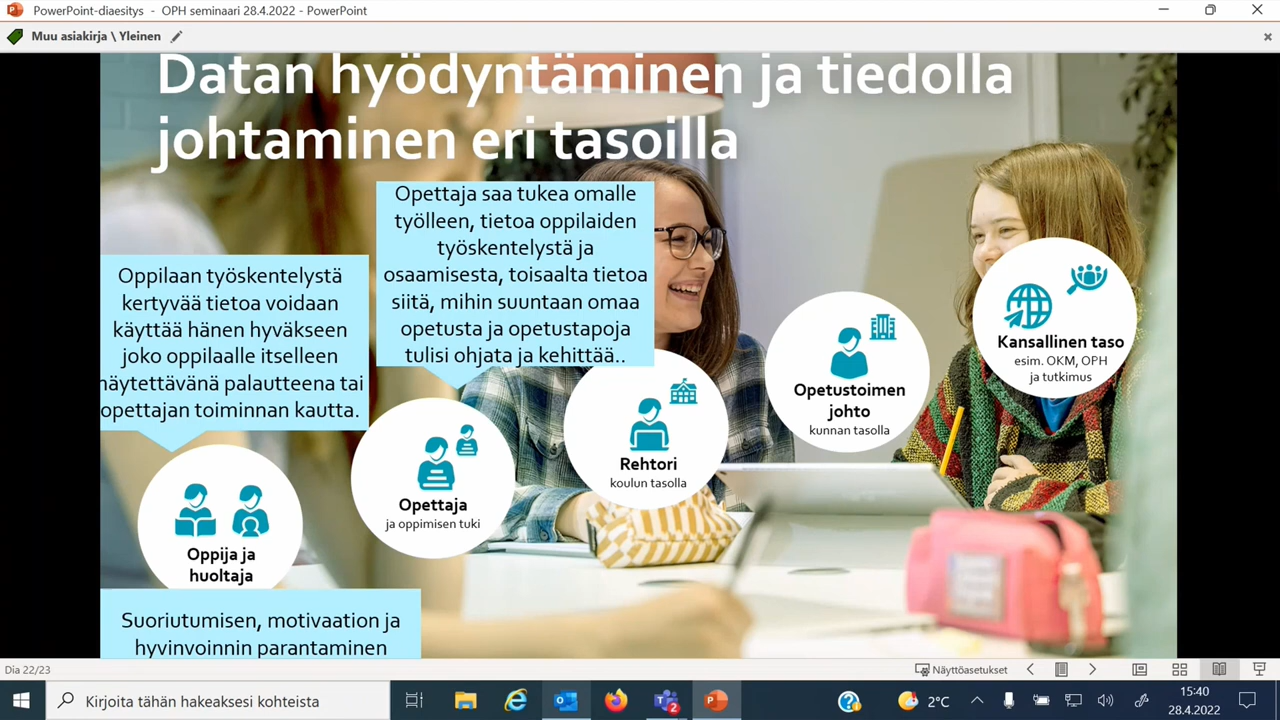 PowerPoint-diaesitys - OPH seminaari 28.4.2022 - PowerPoint
Muu asiakirja \ Yleinen
Datan hyödyntäminen ja tiedolla
johtaminen eri tasoilla
Opettaja saa tukea omalle
työlleen, tietoa oppilaiden
työskentelystä ja
osaamisesta, toisaalta tietoa
siitä, mihin suuntaan omaa
opetusta ja opetustapoja
tulisi ohjata ja kehittää..
Oppilaan työskentelystä
kertyvää tietoa voidaan
käyttää hänen hyväkseen
joko oppilaalle itselleen
näytettävänä palautteena tai
opettajan toiminnan kautta.
Kansallinen taso
esim. OKM, OPH
ja tutkimus
Opetustoimen
johto
kunnan tasolla
Rehtori
koulun tasolla
Opettaja
ja oppimisen tuki
Oppija ja
huoltaja
Suoriutumisen, motivaation ja
hyvinvoinnin parantaminen
Dia 22/23
Näyttöasetukset
Kirjoita tähän hakeaksesi kohteista
2
2°C
15:40
28.4.2022